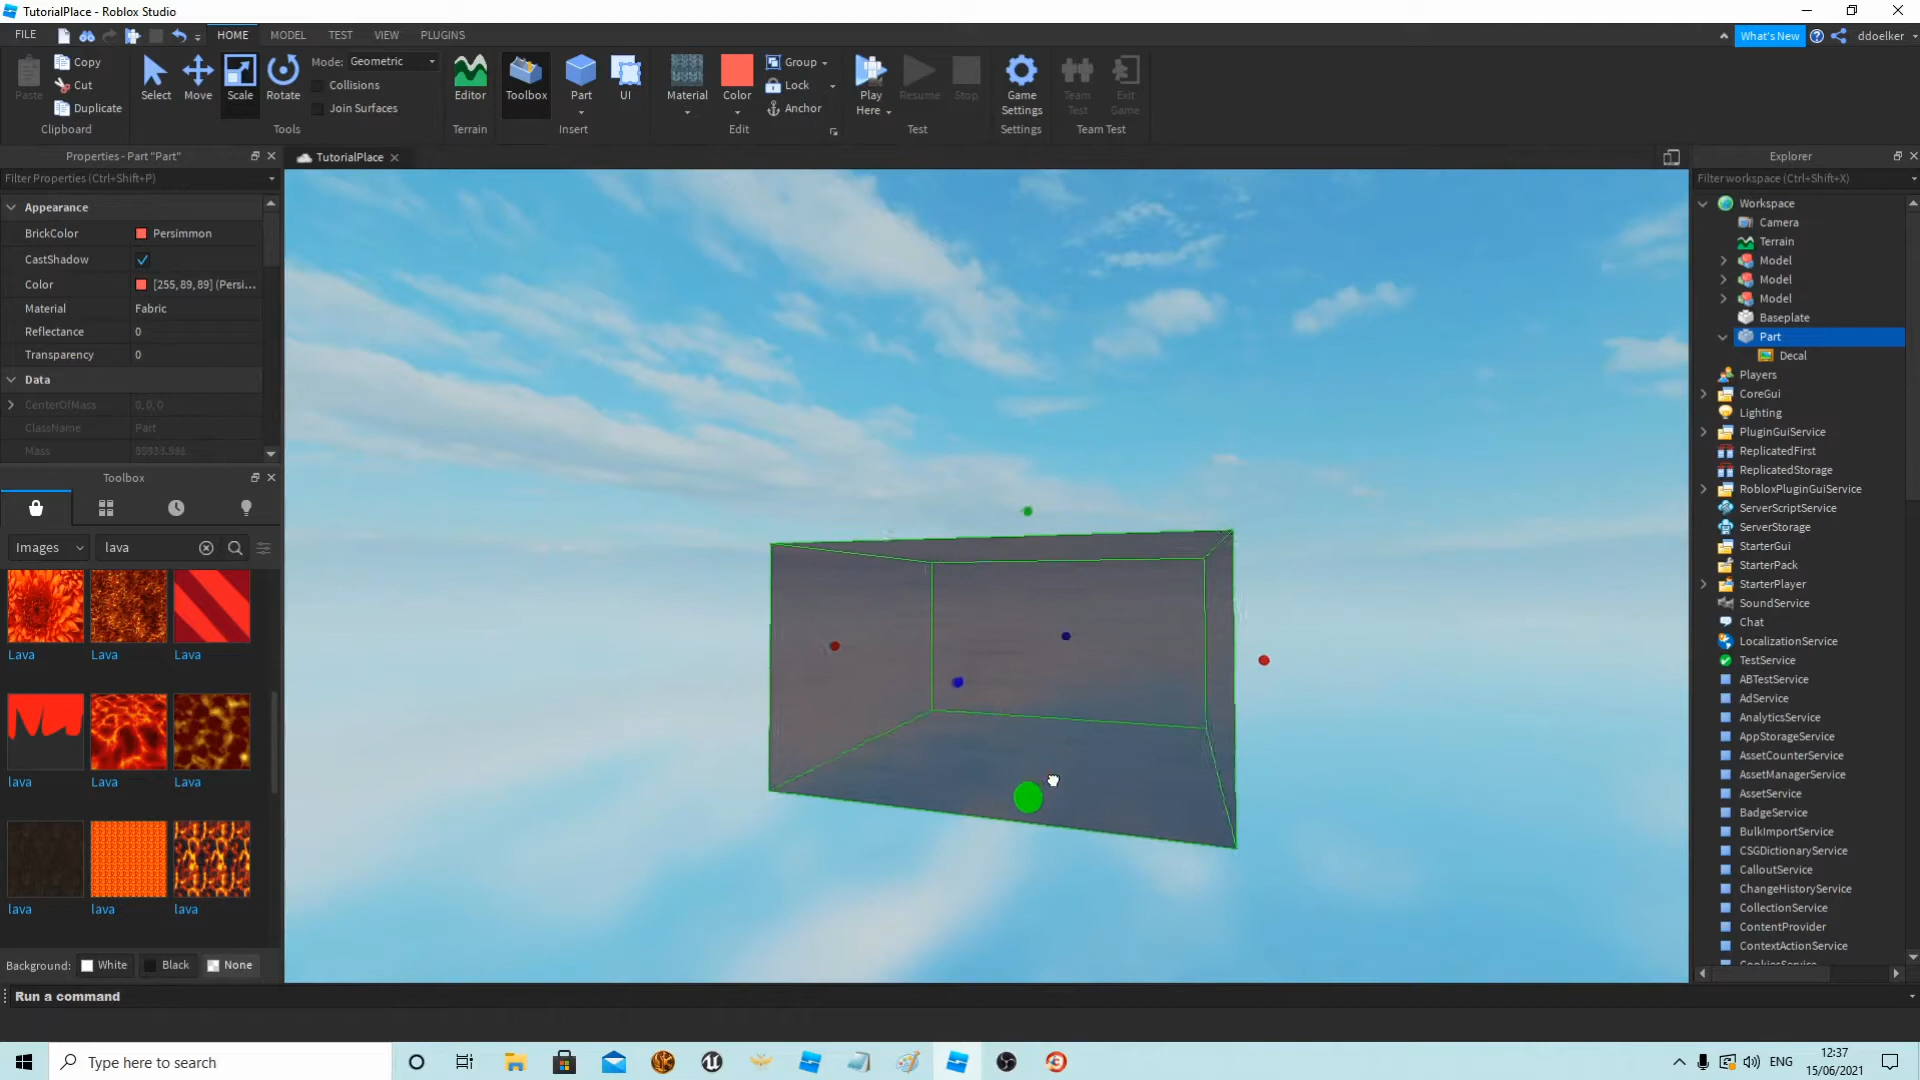 TutorialPlace - Roblox Studio
FILE HOME MODEL TEST VIEW PLUGINS What's New ddoelker
Paste Copy Cut Duplicate Clipboard
Select Move Scale Rotate Mode: Geometric Collisions Join Surfaces Tools
Editor Terrain
Toolbox Part UI Insert
Material Color Group Lock Anchor Edit
Play Here Resume Stop Test
Game Settings Settings
Team Test Exit Game Team Test
Properties - Part "Part"
Filter Properties (Ctrl+Shift+P)
Appearance
BrickColor Persimmon
CastShadow
Color [255,89,89] (Persi...
Material Fabric
Reflectance 0
Transparency 0
Data
CenterOfMass 0,0,0
ClassName Part
Mass
Toolbox
Images lava
Lava Lava Lava
lava Lava Lava
lava lava lava
Background: White Black None
Run a command
TutorialPlace
Explorer
Filter workspace (Ctrl+Shift+X)
Workspace
Camera
Terrain
Model
Model
Model
Baseplate
Part
Decal
Players
CoreGui
Lighting
PluginGuiService
ReplicatedFirst
ReplicatedStorage
RobloxPluginGuiService
ServerScriptService
ServerStorage
StarterGui
StarterPack
StarterPlayer
SoundService
Chat
LocalizationService
TestService
ABTestService
AdService
AnalyticsService
AppStorageService
AssetCounterService
AssetManagerService
AssetService
BadgeService
BulkImportService
CSGDictionaryService
CalloutService
ChangeHistoryService
CollectionService
ContentProvider
ContextActionService
CookiesService
Type here to search
ENG
12:37
15/06/2021